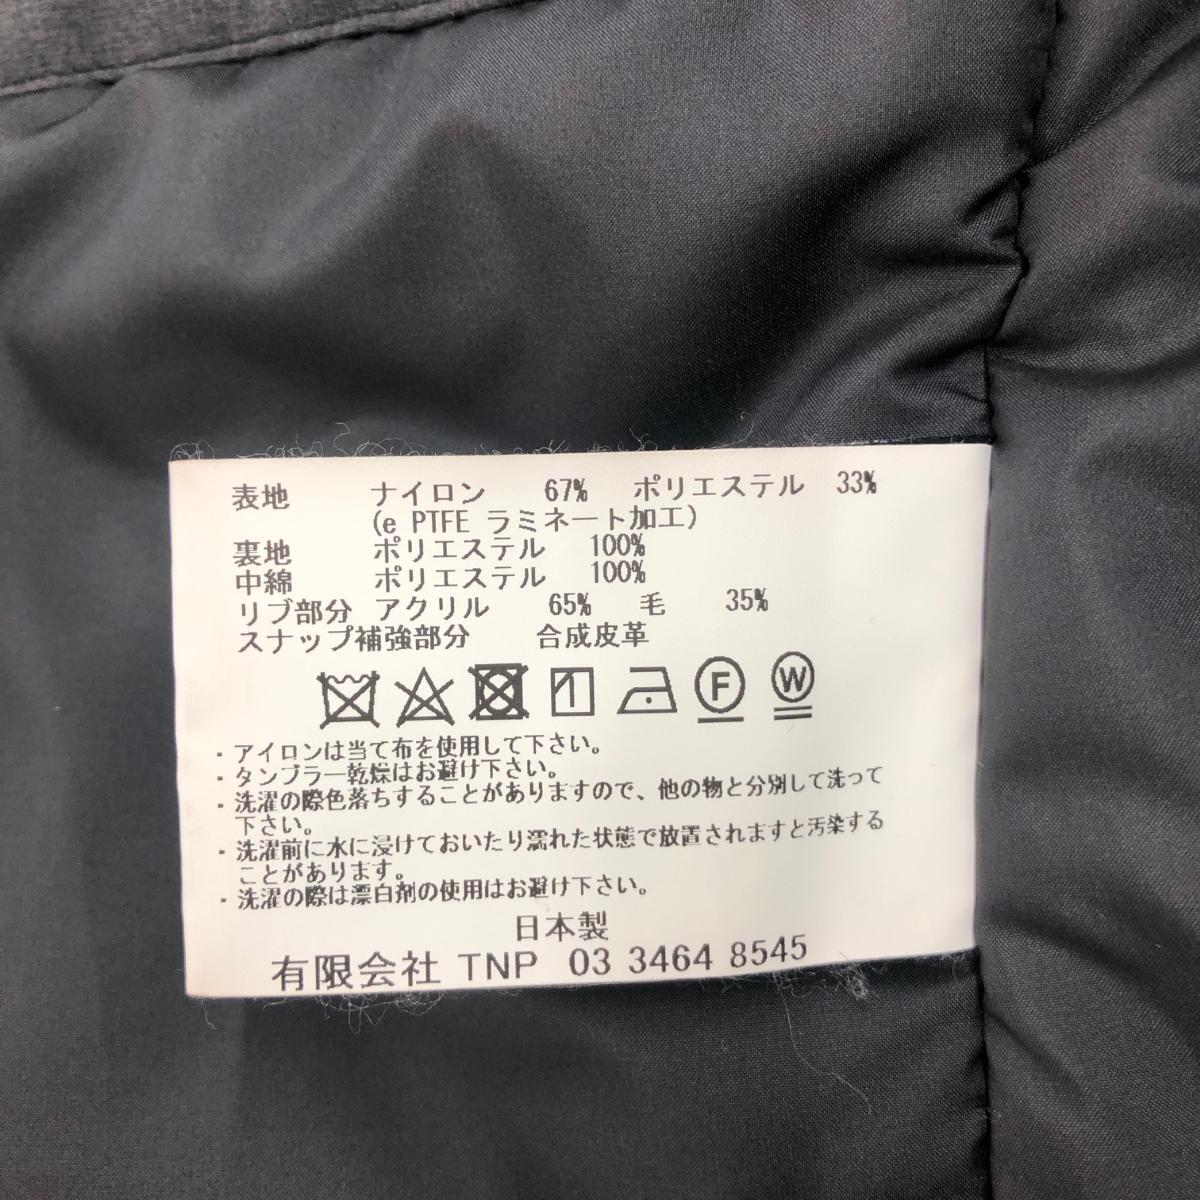 表地 ナイロン 67% ポリエステル 33%
(e PTFE ラミネート加工)
裏地 ポリエステル 100%
中綿 ポリエステル 100%
リブ部分 アクリル 65% 毛 35%
スナップ補強部分 合成皮革
F W
・アイロンは当て布を使用して下さい。
・タンブラー乾燥はお避け下さい。
・洗濯の際色落ちすることがありますので、他の物と分別して洗って
下さい。
・洗濯前に水に浸けておいたり濡れた状態で放置されますと汚染する
ことがあります。
・洗濯の際は漂白剤の使用はお避け下さい。
日本製
有限会社 TNP 03 3464 8545